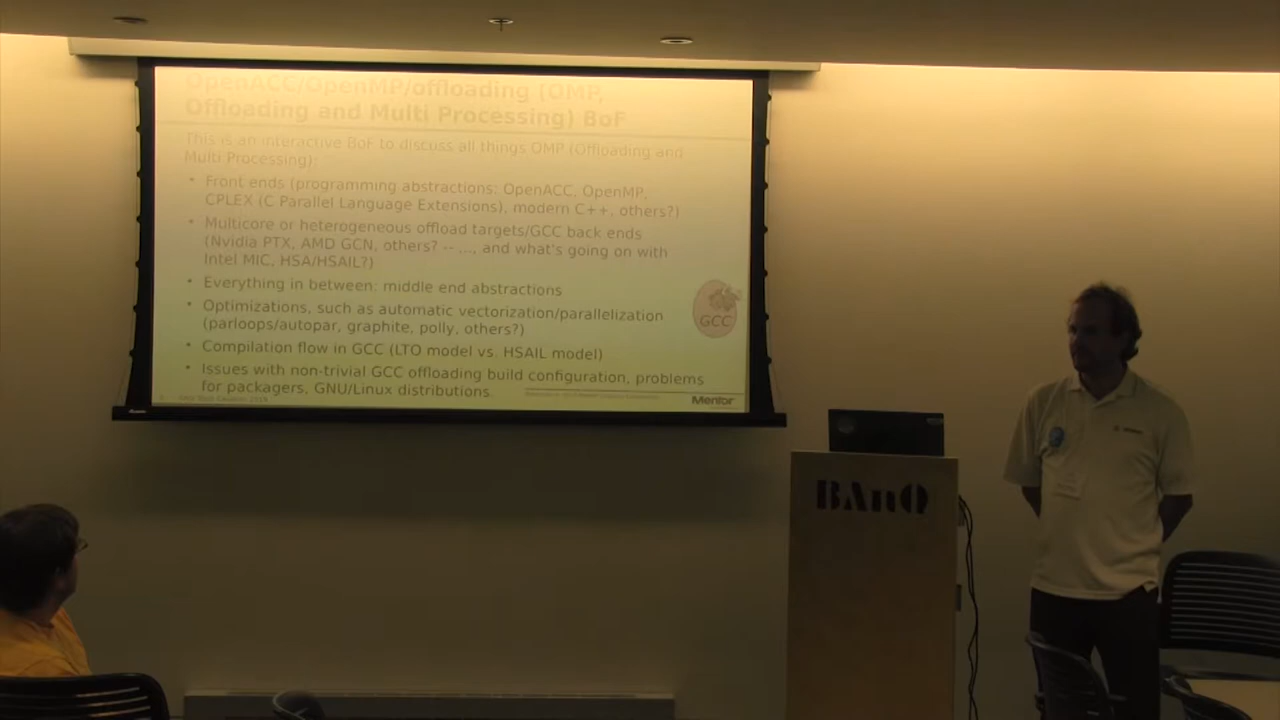 OpenACC/OpenMP/offloading (OMP,
Offloading and Multi Processing) BoF
This is an interactive BoF to discuss all things OMP (Offloading and
Multi Processing):
• Front ends (programming abstractions: OpenACC, OpenMP,
CPLEX (C Parallel Language Extensions), modern C++, others?)
• Multicore or heterogeneous offload targets/GCC back ends
(Nvidia PTX, AMD GCN, others? -- ..., and what's going on with
Intel MIC, HSA/HSAIL?)
• Everything in between: middle end abstractions
• Optimizations, such as automatic vectorization/parallelization
(parloops/autopar, graphite, polly, others?)
• Compilation flow in GCC (LTO model vs. HSAIL model)
• Issues with non-trivial GCC offloading build configuration, problems
for packagers, GNU/Linux distributions.
GCC
Mentor
BAnQ